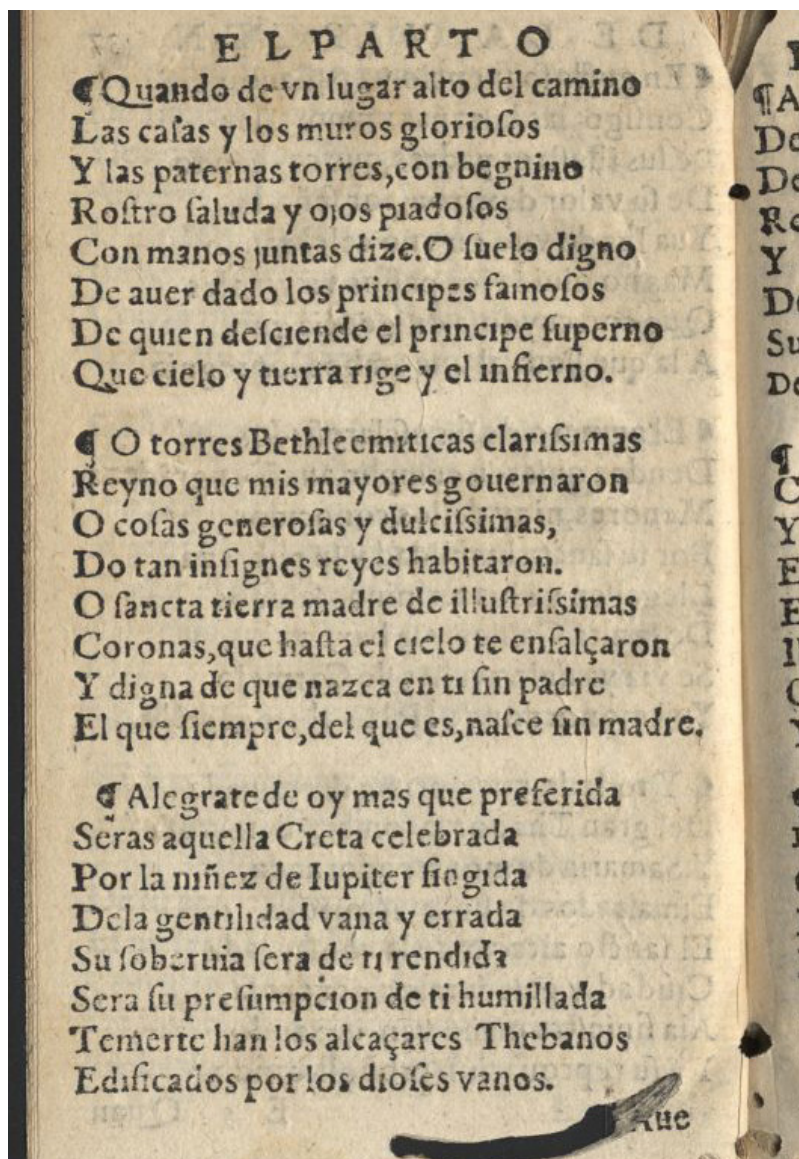 EL PARTO
¶ Quando de vn lugar alto del camino
Las caſas y los muros glorioſos
Y las paternas torres, con begnino
Roſtro ſaluda y ojos piadoſos
Con manos juntas dize. O ſuelo digno
De auer dado los principes famoſos
De quien deſciende el principe ſuperno
Que cielo y tierra rige y el infierno.
¶ O torres Bethleemiticas clariſsimas
Reyno que mis mayores gouernaron
O coſas generoſas y dulciſsimas,
Do tan inſignes reyes habitaron.
O ſancta tierra madre de illuſtriſsimas
Coronas, que haſta el cielo te enſalçaron
Y digna de que nazca en ti ſin padre
El que ſiempre, del que es, naſce ſin madre.
¶ Alegrate de oy mas que preferida
Seras aquella Creta celebrada
Por la niñez de Iupiter fingida
Dela gentilidad vana y errada
Su ſoberuia ſera de ti rendida
Sera ſu preſumpcion de ti humillada
Temerte han los alcaçares Thebanos
Edificados por los dioſes vanos.